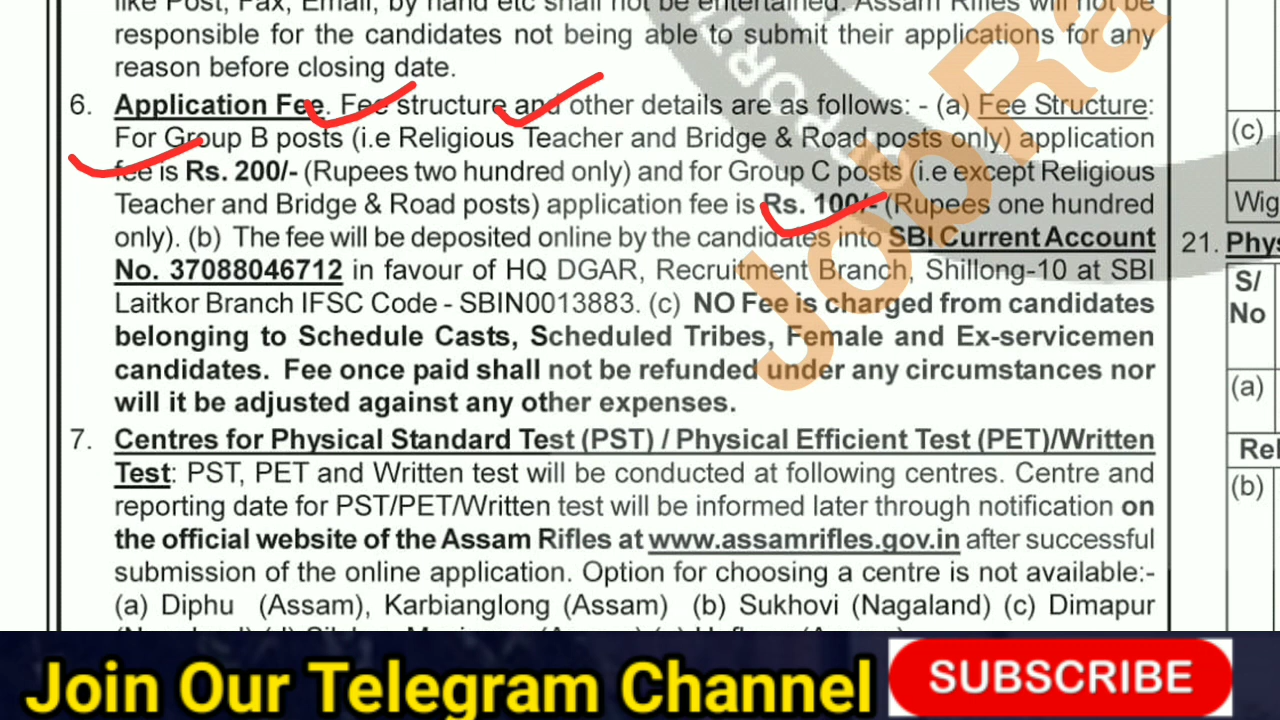 like Post, Fax, Email, by hand etc shall not be entertained. Assam Rifles will not be
responsible for the candidates not being able to submit their applications for any
reason before closing date.
6. Application Fee. Fee structure and other details are as follows: - (a) Fee Structure:
For Group B posts (i.e Religious Teacher and Bridge & Road posts only) application
fee is Rs. 200/- (Rupees two hundred only) and for Group C posts (i.e except Religious
Teacher and Bridge & Road posts) application fee is Rs. 100/- (Rupees one hundred
only). (b) The fee will be deposited online by the candidates into SBI Current Account
No. 37088046712 in favour of HQ DGAR, Recruitment Branch, Shillong-10 at SBI
Laitkor Branch IFSC Code - SBIN0013883. (c) NO Fee is charged from candidates
belonging to Schedule Casts, Scheduled Tribes, Female and Ex-servicemen
candidates. Fee once paid shall not be refunded under any circumstances nor
will it be adjusted against any other expenses.
7. Centres for Physical Standard Test (PST) / Physical Efficient Test (PET)/Written
Test: PST, PET and Written test will be conducted at following centres. Centre and
reporting date for PST/PET/Written test will be informed later through notification on
the official website of the Assam Rifles at www.assamrifles.gov.in after successful
submission of the online application. Option for choosing a centre is not available:-
(a) Diphu (Assam), Karbianglong (Assam) (b) Sukhovi (Nagaland) (c) Dimapur
(c)
Wig
21. Phys
S/
No
(a)
Rel
(b)
JobRa
Join Our Telegram Channel
SUBSCRIBE